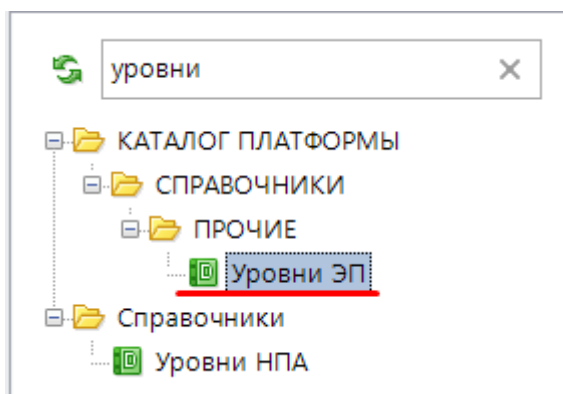 уровни
КАТАЛОГ ПЛАТФОРМЫ
СПРАВОЧНИКИ
ПРОЧИЕ
Уровни ЭП
Справочники
Уровни НПА